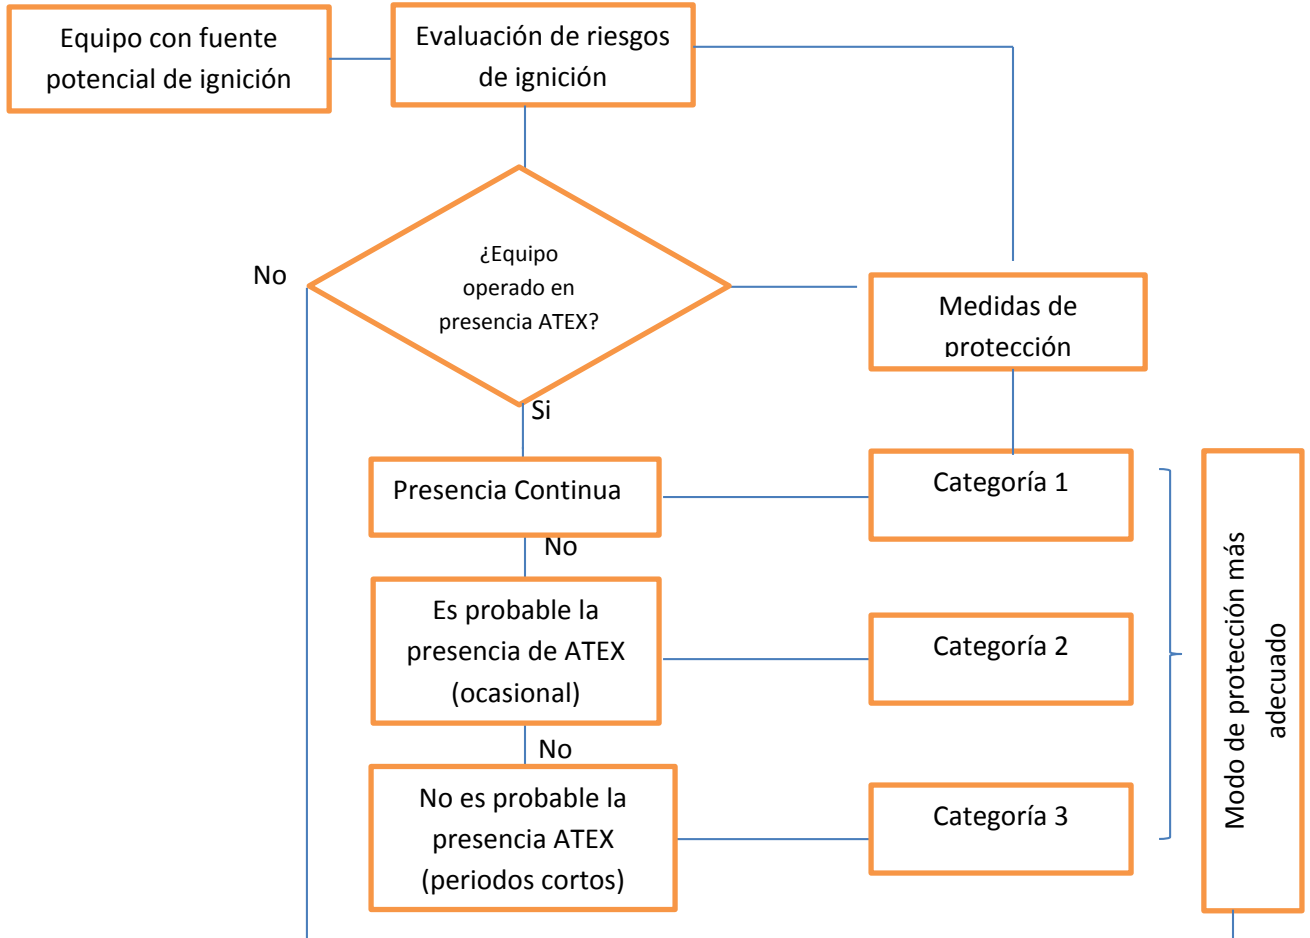 Equipo con fuente
potencial de ignición
Evaluación de riesgos
de ignición
¿Equipo
operado en
presencia ATEX?
No
Medidas de
protección
Si
Presencia Continua
Categoría 1
No
Es probable la
presencia de ATEX
(ocasional)
Categoría 2
No
No es probable la
presencia ATEX
(periodos cortos)
Categoría 3
Modo de protección más
adecuado